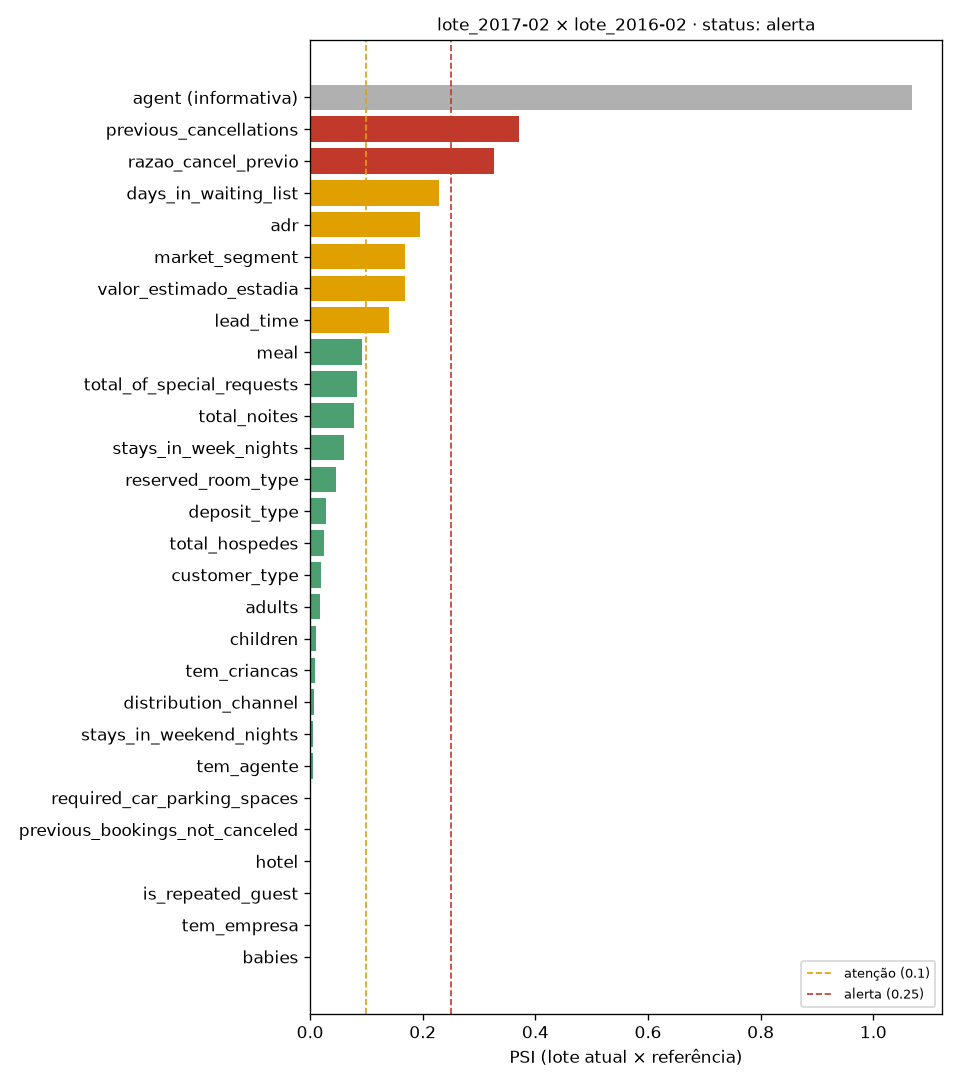 lote_2017-02 × lote_2016-02 · status: alerta
agent (informativa)
previous_cancellations
razao_cancel_previo
days_in_waiting_list
adr
market_segment
valor_estimado_estadia
lead_time
meal
total_of_special_requests
total_noites
stays_in_week_nights
reserved_room_type
deposit_type
total_hospedes
customer_type
adults
children
tem_criancas
distribution_channel
stays_in_weekend_nights
tem_agente
required_car_parking_spaces
previous_bookings_not_canceled
hotel
is_repeated_guest
tem_empresa
babies
atenção (0.1)
alerta (0.25)
0.0 0.2 0.4 0.6 0.8 1.0
PSI (lote atual × referência)